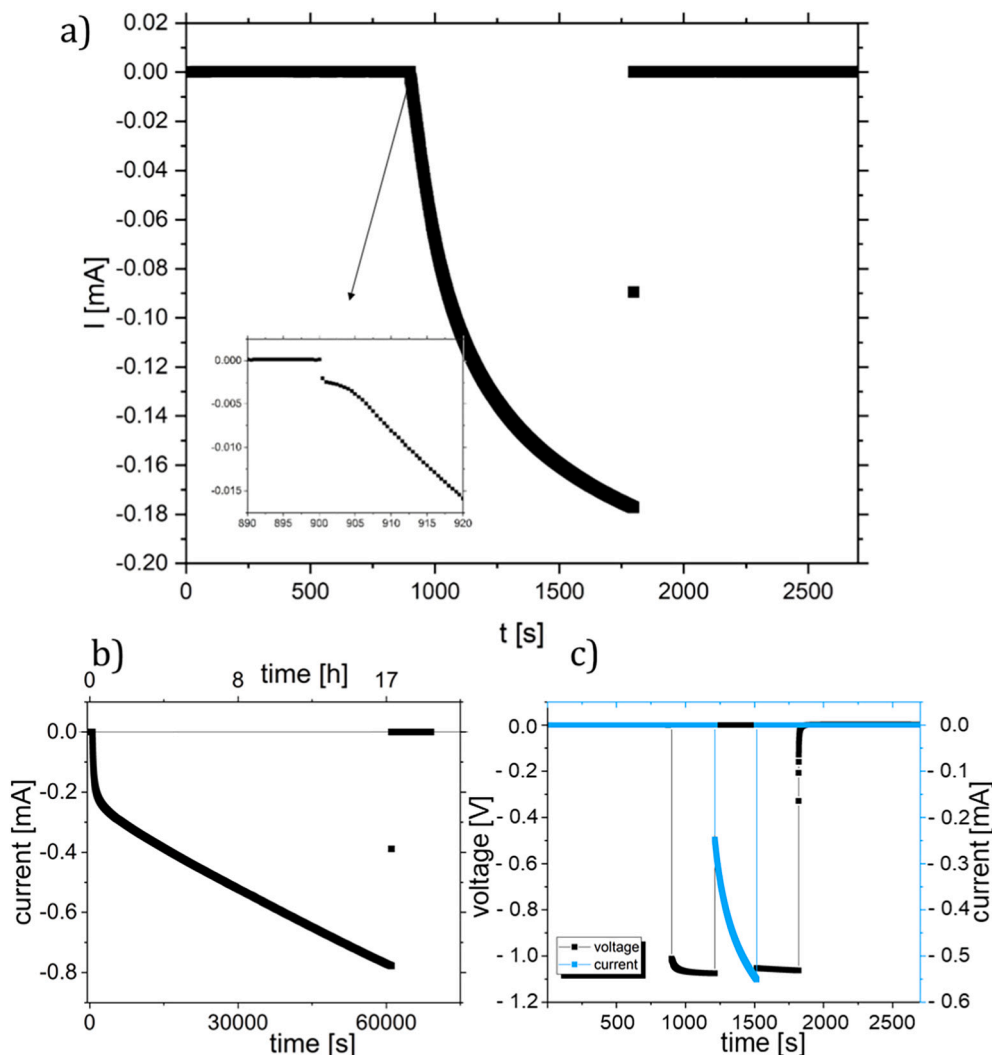 a)
0.02
0.00
-0.02
-0.04
-0.06
-0.08
-0.10
-0.12
-0.14
-0.16
-0.18
-0.20
I [mA]
0.000
-0.005
-0.010
-0.015
890 895 900 905 910 915 920
0 500 1000 1500 2000 2500
t [s]
b)
time [h]
0 8 17
0.0
-0.2
-0.4
-0.6
-0.8
current [mA]
0 30000 60000
time [s]
c)
0.0
- 0.2
- 0.4
- 0.6
- 0.8
- 1.0
- 1.2
voltage [V]
voltage
current
0.0
- 0.1
- 0.2
- 0.3
- 0.4
- 0.5
0.6
current [mA]
0 500 1000 1500 2000 2500
time [s]